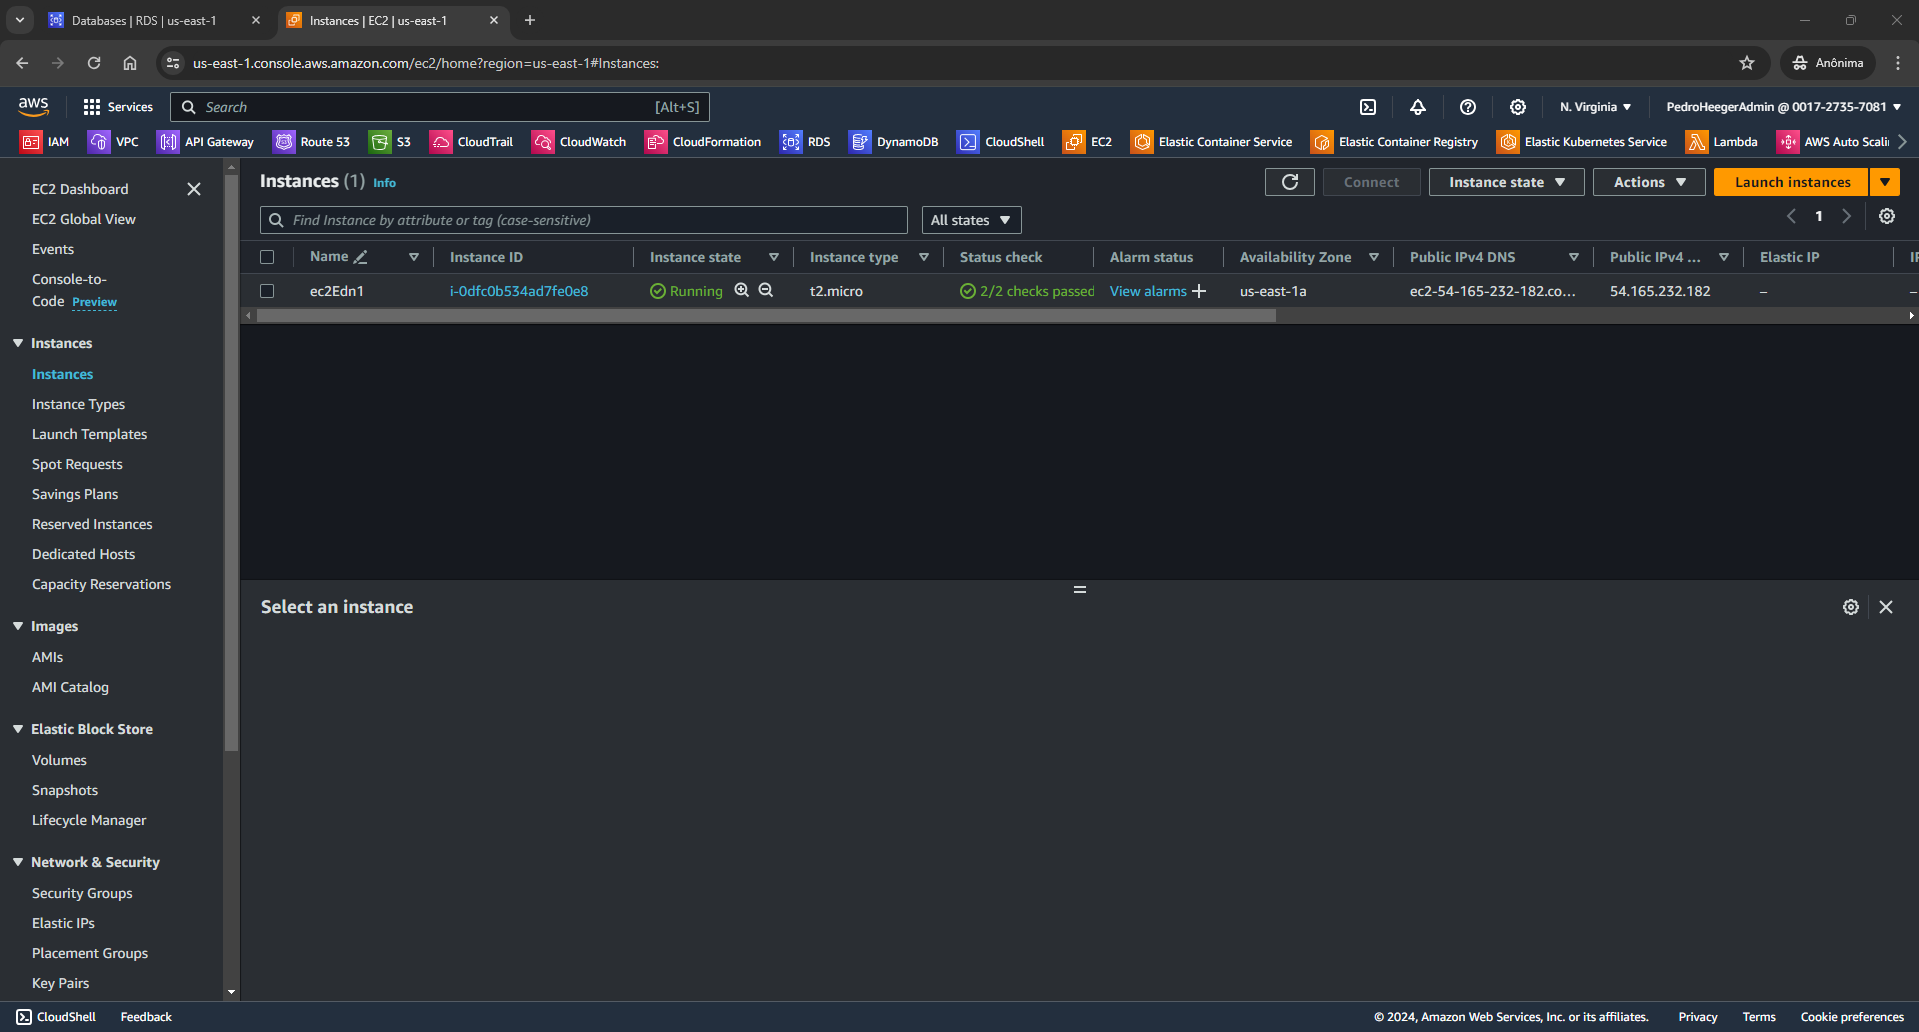 Databases | RDS | us-east-1
Instances | EC2 | us-east-1
us-east-1.console.aws.amazon.com/ec2/home?region=us-east-1#Instances:
Anônima
aws
Services
Search
[Alt+S]
N. Virginia
PedroHeegerAdmin @ 0017-2735-7081
IAM
VPC
API Gateway
Route 53
S3
CloudTrail
CloudWatch
CloudFormation
RDS
DynamoDB
CloudShell
EC2
Elastic Container Service
Elastic Container Registry
Elastic Kubernetes Service
Lambda
AWS Auto Scali
EC2 Dashboard
EC2 Global View
Events
Console-to-
Code Preview
Instances
Instances
Instance Types
Launch Templates
Spot Requests
Savings Plans
Reserved Instances
Dedicated Hosts
Capacity Reservations
Images
AMIs
AMI Catalog
Elastic Block Store
Volumes
Snapshots
Lifecycle Manager
Network & Security
Security Groups
Elastic IPs
Placement Groups
Key Pairs
Instances (1) Info
Connect
Instance state
Actions
Launch instances
Find Instance by attribute or tag (case-sensitive)
All states
1
Name
Instance ID
Instance state
Instance type
Status check
Alarm status
Availability Zone
Public IPv4 DNS
Public IPv4 ...
Elastic IP
IP
ec2Edn1
i-0dfc0b534ad7fe0e8
Running
t2.micro
2/2 checks passed
View alarms
us-east-1a
ec2-54-165-232-182.co...
54.165.232.182
–
–
Select an instance
CloudShell
Feedback
© 2024, Amazon Web Services, Inc. or its affiliates.
Privacy
Terms
Cookie preferences